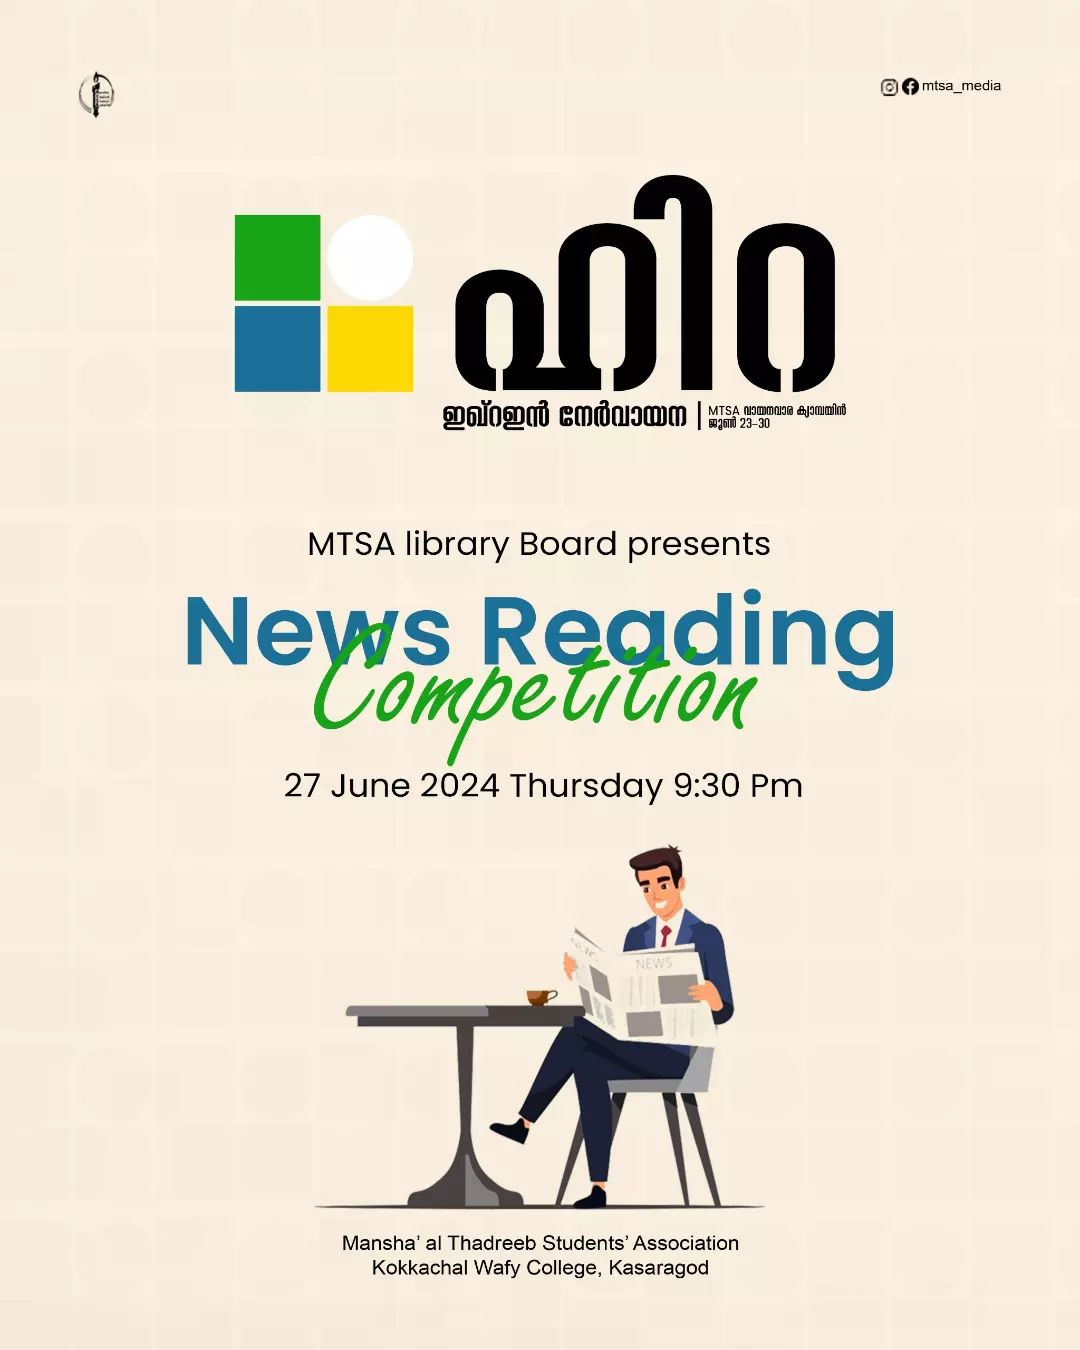 mtsa_media
ഹിറ
ഇഖ്റഇൻ നേർവായന
MTSA വായനവാര ക്യാമ്പയിൻ
ജൂൺ 23-30
MTSA library Board presents
News Reading
Competition
27 June 2024 Thursday 9:30 Pm
NEWS
NEWS
Mansha’ al Thadreeb Students’ Association
Kokkachal Wafy College, Kasaragod